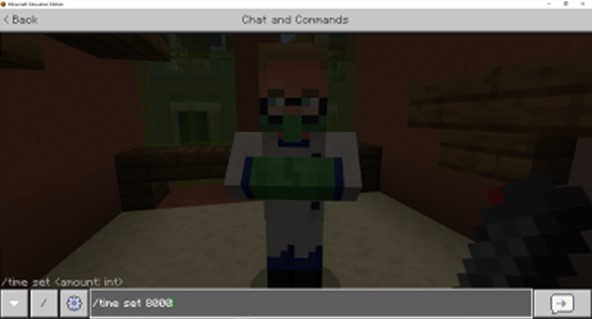 Minecraft: Education Edition
< Back
Chat and Commands
/time set <amount: int>
/
/time set 8000